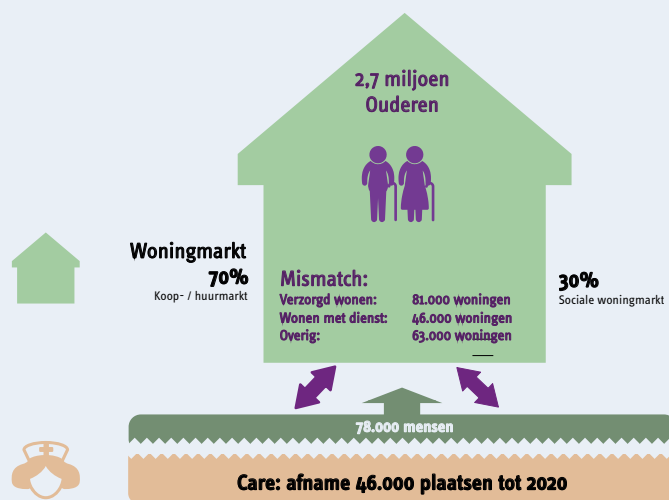 2,7 miljoen
Ouderen
Woningmarkt
70%
Koop- / huurmarkt
Mismatch:
Verzorgd wonen: 81.000 woningen
Wonen met dienst: 46.000 woningen
Overig: 63.000 woningen
30%
Sociale woningmarkt
78.000 mensen
Care: afname 46.000 plaatsen tot 2020